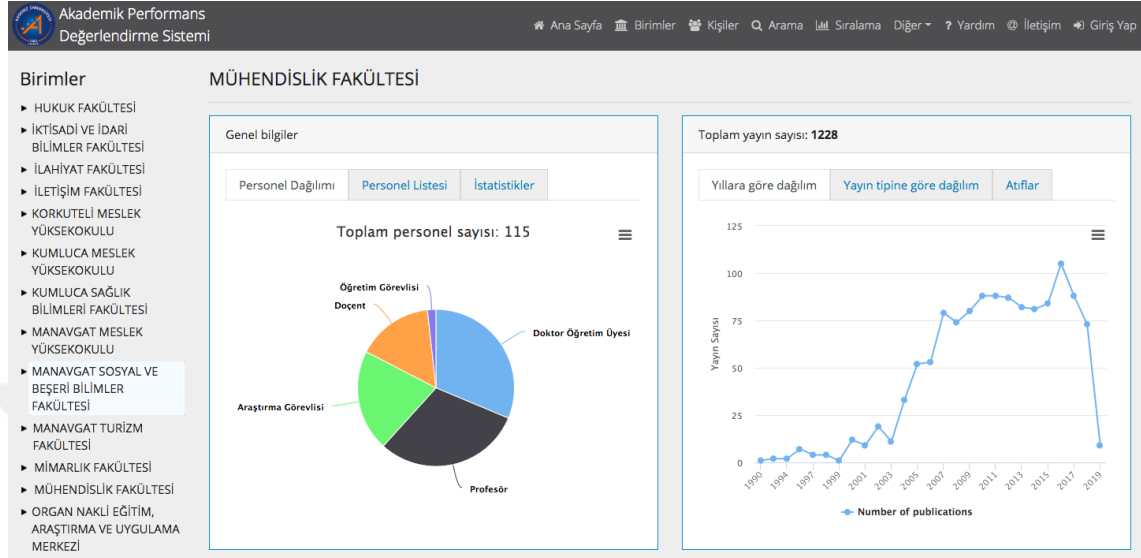 Akademik Performans
Değerlendirme Sistemi
Ana Sayfa Birimler Kişiler Arama Sıralama Diğer ? Yardım @ İletişim Giriş Yap
Birimler
HUKUK FAKÜLTESİ
İKTİSADİ VE İDARİ
BİLİMLER FAKÜLTESİ
İLAHİYAT FAKÜLTESİ
İLETİŞİM FAKÜLTESİ
KORKUTELİ MESLEK
YÜKSEKOKULU
KUMLUCA MESLEK
YÜKSEKOKULU
KUMLUCA SAĞLIK
BİLİMLERİ FAKÜLTESİ
MANAVGAT MESLEK
YÜKSEKOKULU
MANAVGAT SOSYAL VE
BEŞERİ BİLİMLER
FAKÜLTESİ
MANAVGAT TURİZM
FAKÜLTESİ
MİMARLIK FAKÜLTESİ
MÜHENDİSLİK FAKÜLTESİ
ORGAN NAKLİ EĞİTİM,
ARAŞTIRMA VE UYGULAMA
MERKEZİ
MÜHENDİSLİK FAKÜLTESİ
Genel bilgiler
Personel Dağılımı Personel Listesi İstatistikler
Toplam personel sayısı: 115
Öğretim Görevlisi
Doçent
Doktor Öğretim Üyesi
Araştırma Görevlisi
Profesör
Toplam yayın sayısı: 1228
Yıllara göre dağılım Yayın tipine göre dağılım Atıflar
Yayın Sayısı
125
100
75
50
25
0
1990 1994 1997 1999 2001 2003 2005 2007 2009 2011 2013 2015 2017 2019
Number of publications